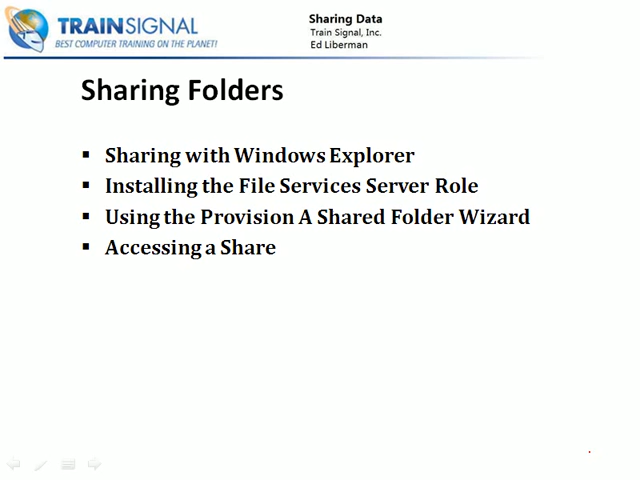 TRAINSIGNAL
BEST COMPUTER TRAINING ON THE PLANET!
Sharing Data
Train Signal, Inc.
Ed Liberman
Sharing Folders
▪ Sharing with Windows Explorer
▪ Installing the File Services Server Role
▪ Using the Provision A Shared Folder Wizard
▪ Accessing a Share